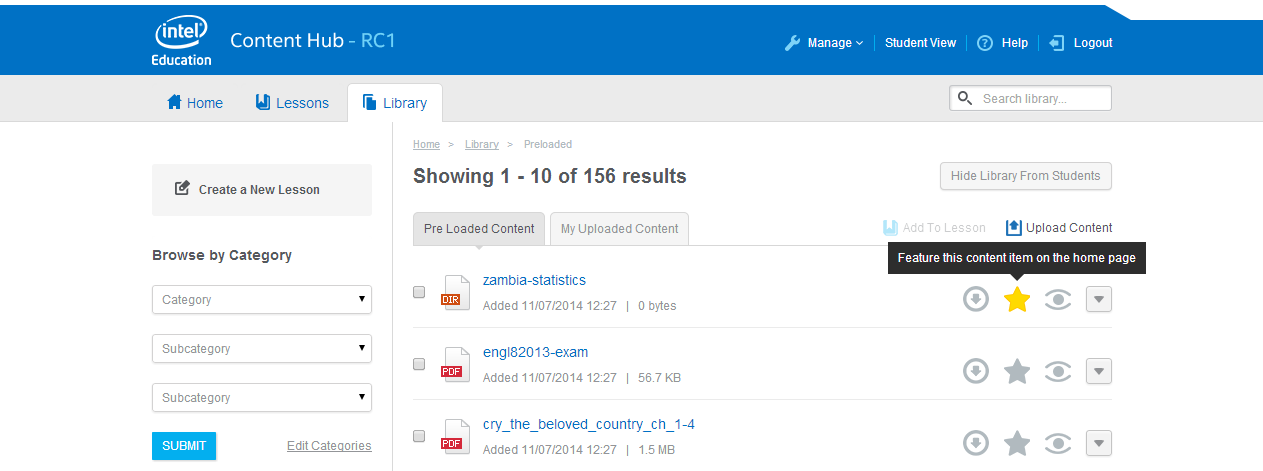 intel
Education
Content Hub - RC1
Manage
Student View
Help
Logout
Home
Lessons
Library
Search library...
Home > Library > Preloaded
Create a New Lesson
Showing 1 - 10 of 156 results
Hide Library From Students
Pre Loaded Content
My Uploaded Content
Add To Lesson
Upload Content
Browse by Category
Category
Subcategory
Subcategory
SUBMIT
Edit Categories
Feature this content item on the home page
DIR
zambia-statistics
Added 11/07/2014 12:27 | 0 bytes
PDF
engl82013-exam
Added 11/07/2014 12:27 | 56.7 KB
PDF
cry_the_beloved_country_ch_1-4
Added 11/07/2014 12:27 | 1.5 MB